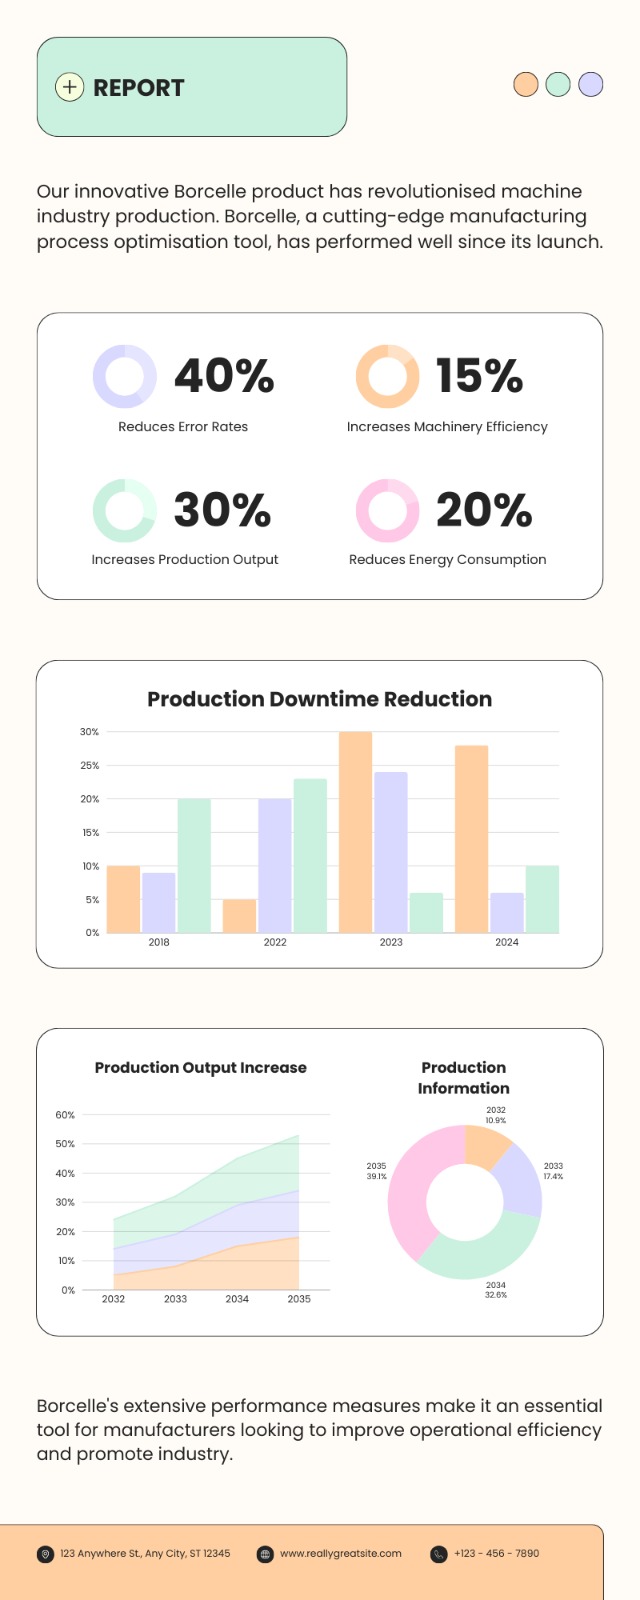 REPORT
Our innovative Borcelle product has revolutionised machine
industry production. Borcelle, a cutting-edge manufacturing
process optimisation tool, has performed well since its launch.
40%
Reduces Error Rates
15%
Increases Machinery Efficiency
30%
Increases Production Output
20%
Reduces Energy Consumption
Production Downtime Reduction
30%
25%
20%
15%
10%
5%
0%
2018 2022 2023 2024
Production Output Increase
60%
50%
40%
30%
20%
10%
0%
2032 2033 2034 2035
Production
Information
2032
10.9%
2033
17.4%
2034
32.6%
2035
39.1%
Borcelle's extensive performance measures make it an essential
tool for manufacturers looking to improve operational efficiency
and promote industry.
123 Anywhere St., Any City, ST 12345 www.reallygreatsite.com +123 - 456 - 7890